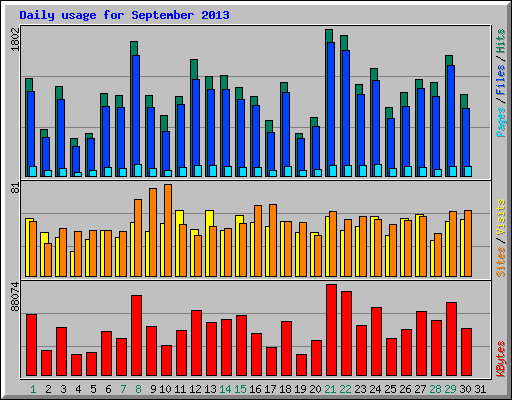 Daily usage for September 2013
1802
Pages / Files / Hits
81
Sites / Visits
88074
KBytes
1 2 3 4 5 6 7 8 9 10 11 12 13 14 15 16 17 18 19 20 21 22 23 24 25 26 27 28 29 30 31